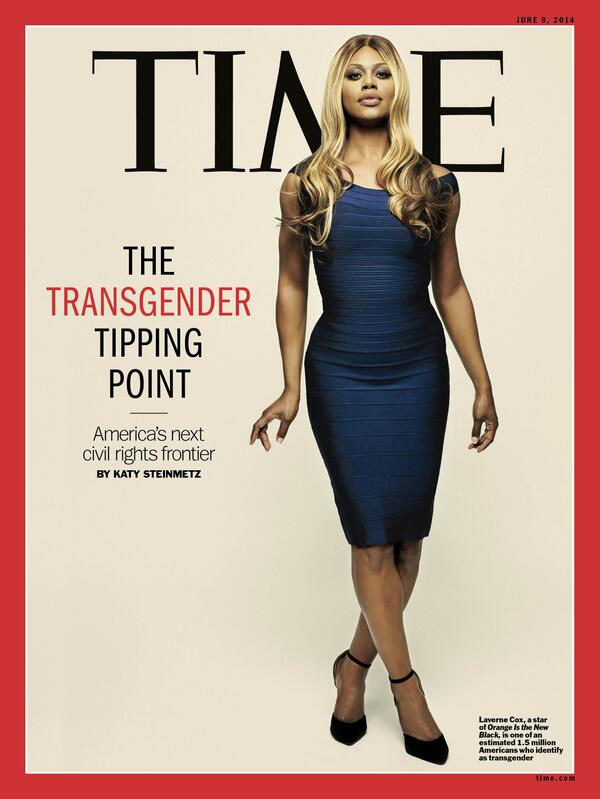 JUNE 9, 2014
TIME
THE
TRANSGENDER
TIPPING
POINT
America's next
civil rights frontier
BY KATY STEINMETZ
Laverne Cox, a star
of Orange Is the New
Black, is one of an
estimated 1.5 million
Americans who identify
as transgender
time.com